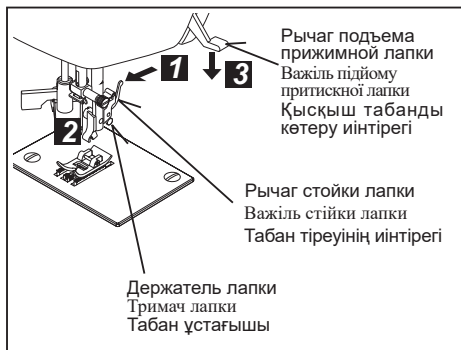 Рычаг подъема
прижимной лапки
Важіль підйому
притискної лапки
Қысқыш табанды
көтеру иінтірегі
1
3
2
Рычаг стойки лапки
Важіль стійки лапки
Табан тіреуінің иінтірегі
Держатель лапки
Тримач лапки
Табан ұстағышы